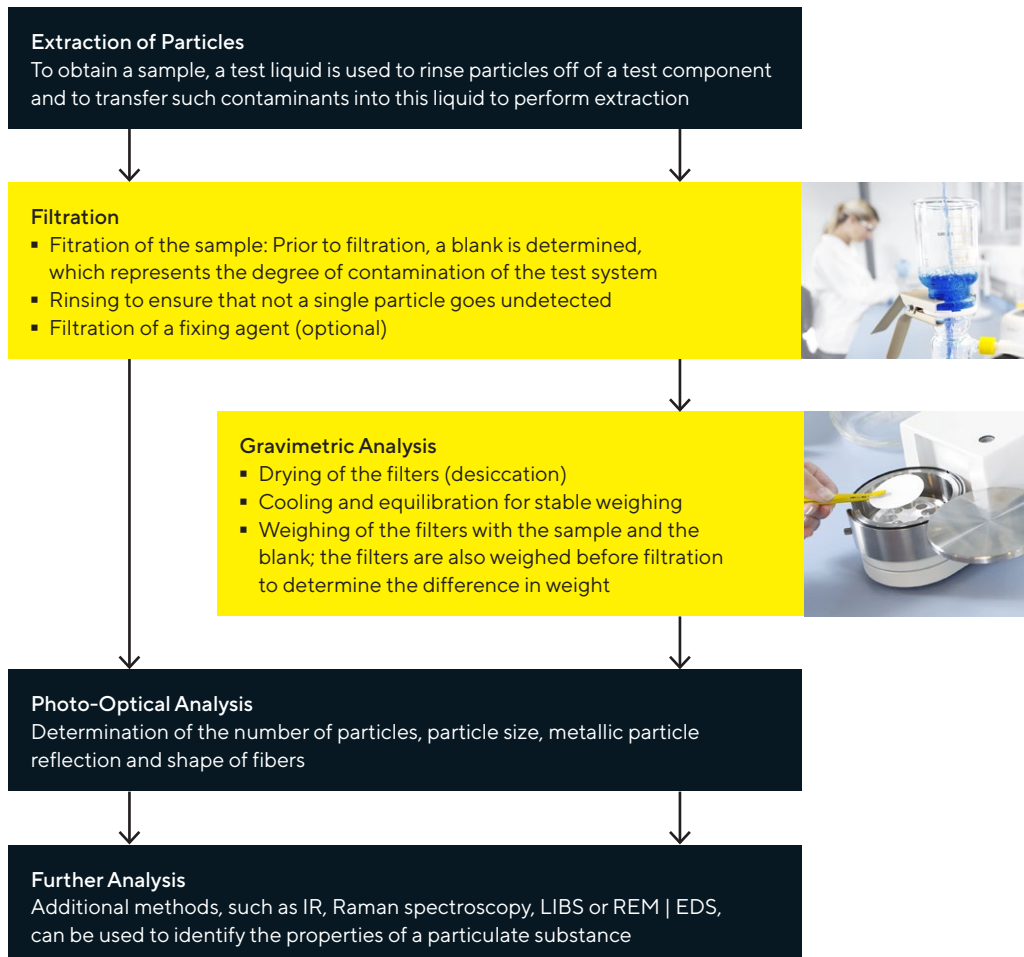 Extraction of Particles
To obtain a sample, a test liquid is used to rinse particles off of a test component
and to transfer such contaminants into this liquid to perform extraction
Filtration
▪ Fitration of the sample: Prior to filtration, a blank is determined,
which represents the degree of contamination of the test system
▪ Rinsing to ensure that not a single particle goes undetected
▪ Filtration of a fixing agent (optional)
Gravimetric Analysis
▪ Drying of the filters (desiccation)
▪ Cooling and equilibration for stable weighing
▪ Weighing of the filters with the sample and the
blank; the filters are also weighed before filtration
to determine the difference in weight
Photo-Optical Analysis
Determination of the number of particles, particle size, metallic particle
reflection and shape of fibers
Further Analysis
Additional methods, such as IR, Raman spectroscopy, LIBS or REM | EDS,
can be used to identify the properties of a particulate substance